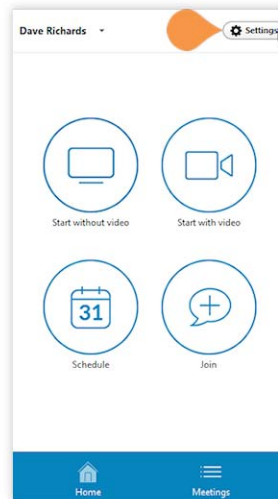 Dave Richards
Settings
Start without video
Start with video
31
Schedule
Join
Home
Meetings